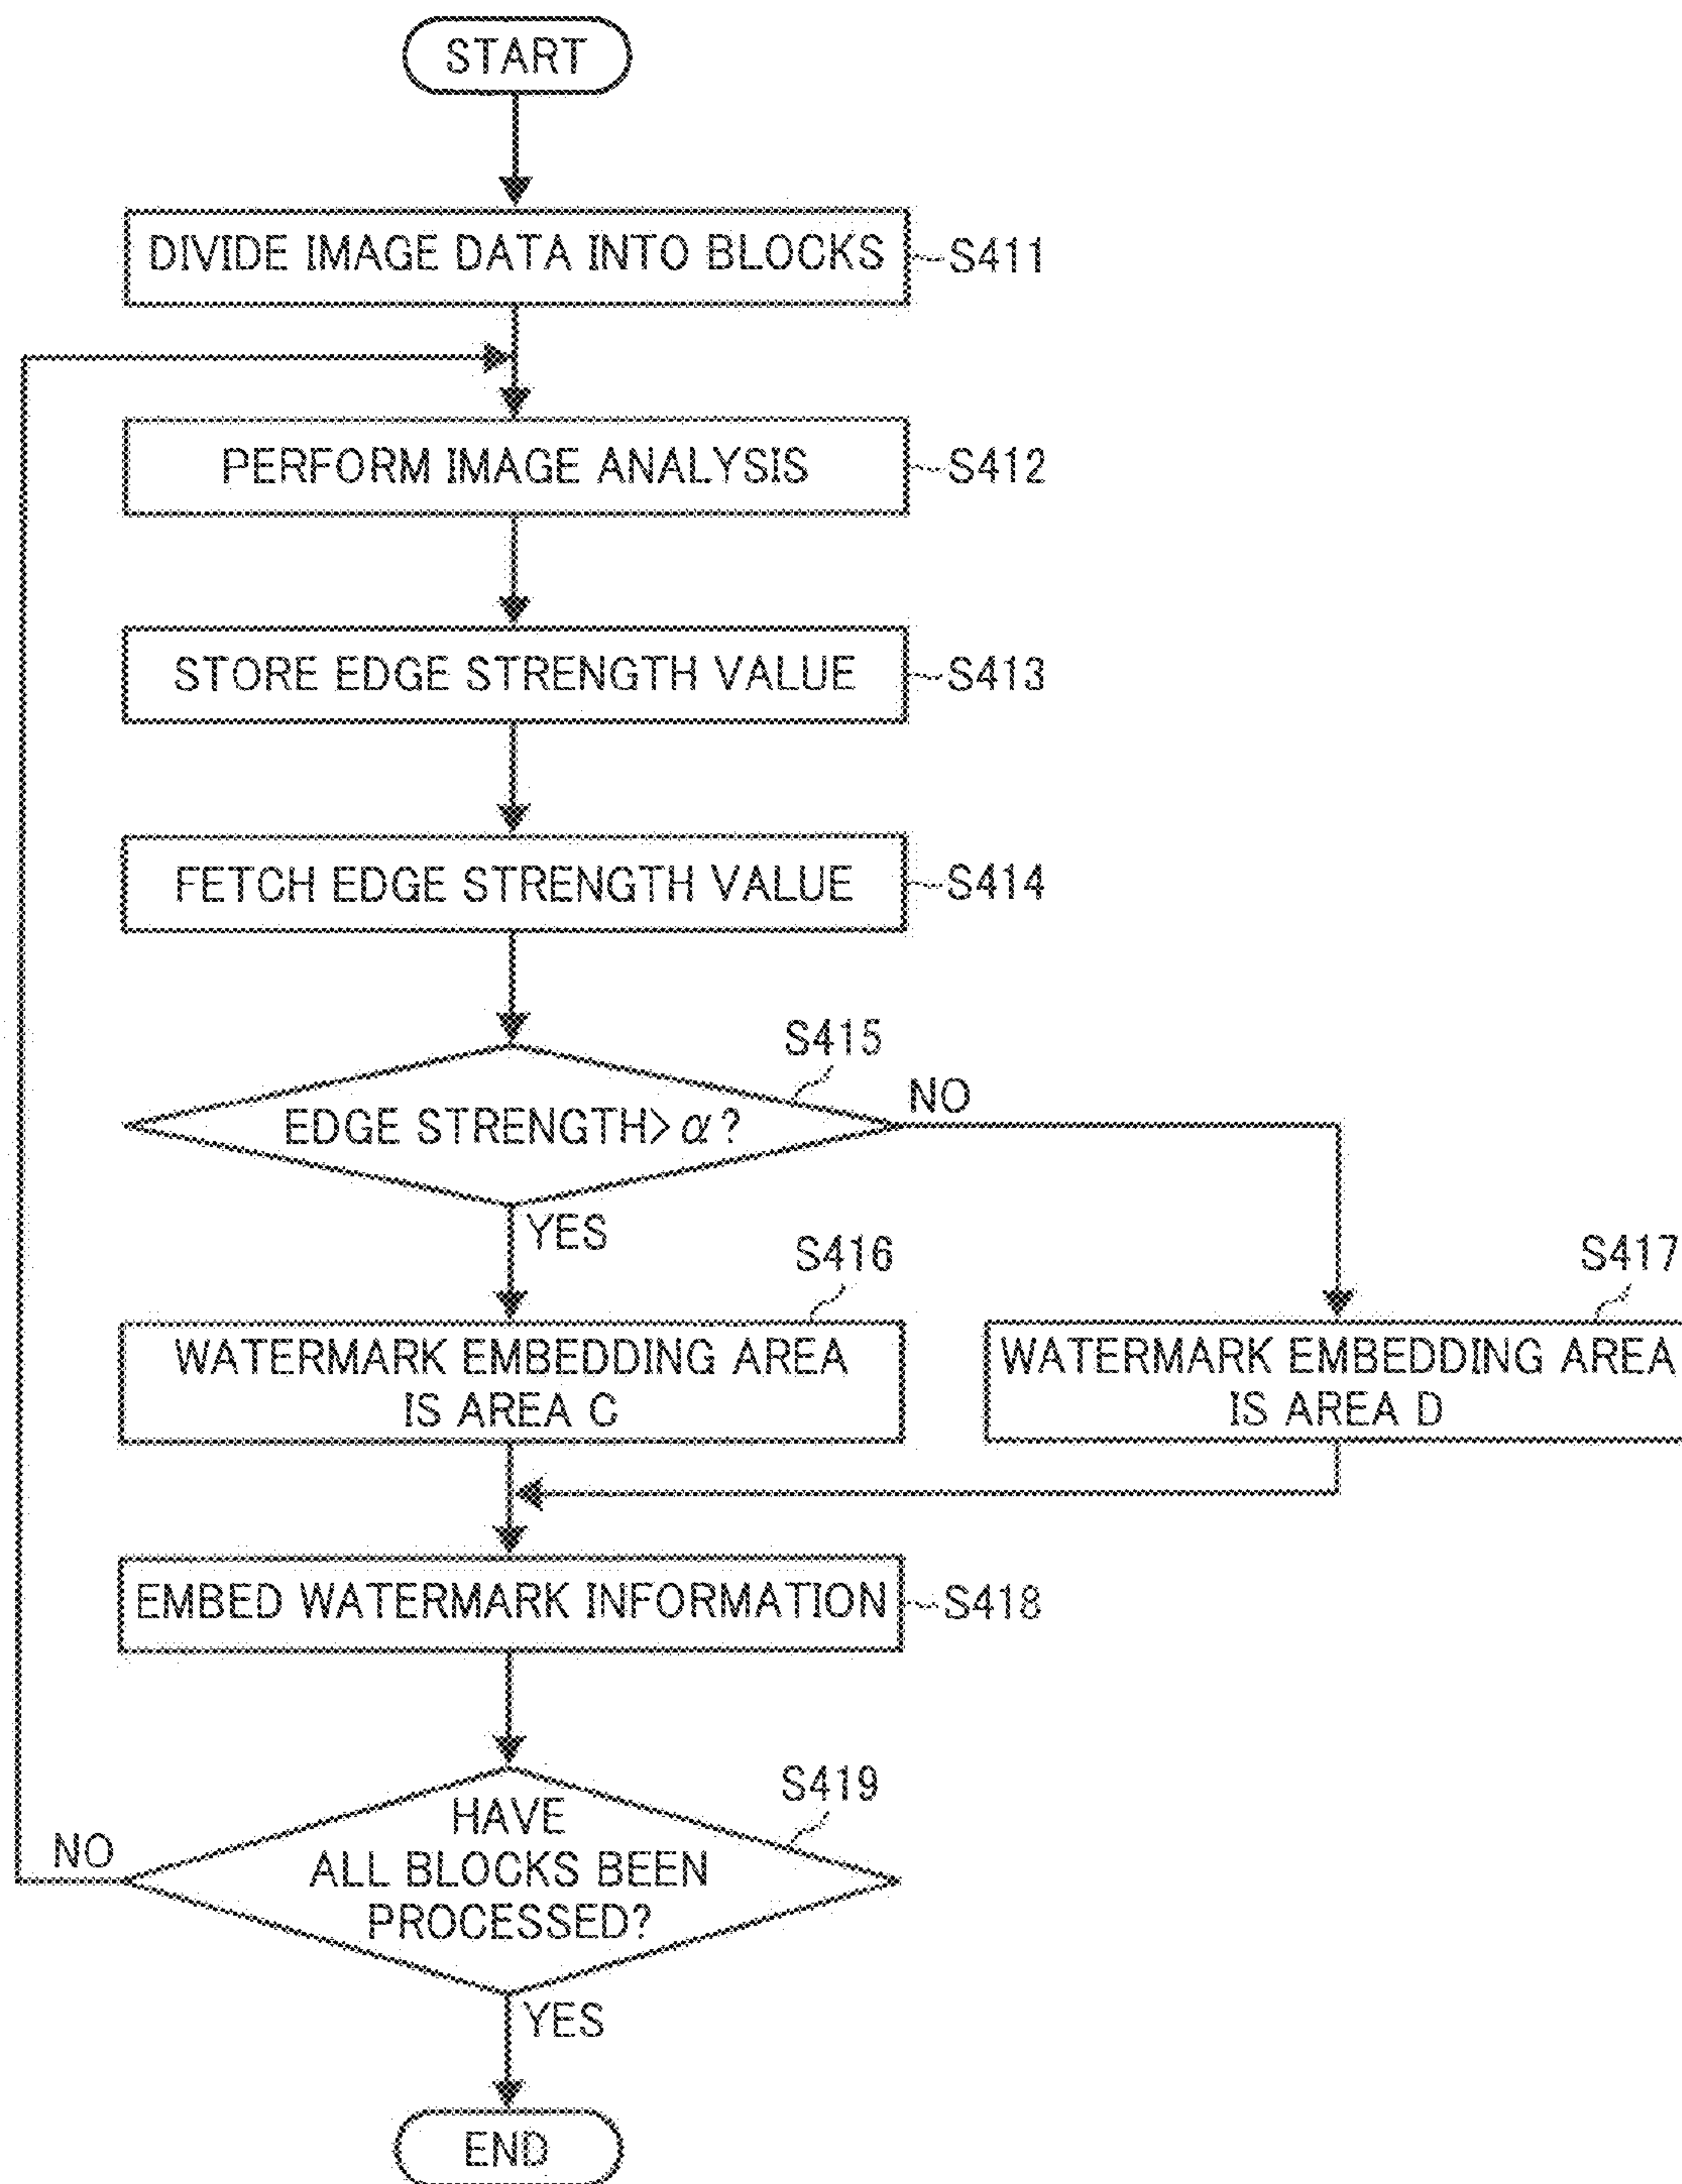 START
DIVIDE IMAGE DATA INTO BLOCKS
S411
PERFORM IMAGE ANALYSIS
S412
STORE EDGE STRENGTH VALUE
S413
FETCH EDGE STRENGTH VALUE
S414
S415
EDGE STRENGTH>α?
NO
YES
S416
WATERMARK EMBEDDING AREA
IS AREA C
S417
WATERMARK EMBEDDING AREA
IS AREA D
EMBED WATERMARK INFORMATION
S418
S419
HAVE
ALL BLOCKS BEEN
PROCESSED?
NO
YES
END